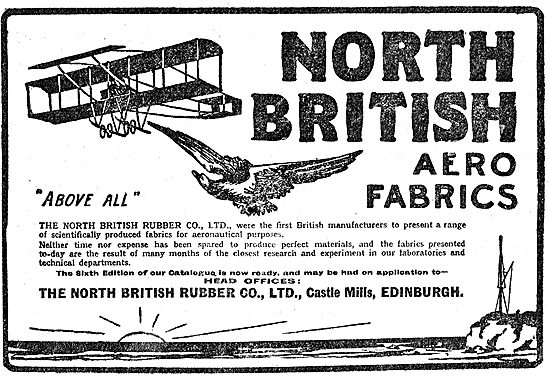 NORTH
BRITISH
AERO
FABRICS
"ABOVE ALL"
THE NORTH BRITISH RUBBER CO., LTD., were the first British manufacturers to present a range
of scientifically produced fabrics for aeronautical purposes.
Neither time nor expense has been spared to produce perfect materials, and the fabrics presented
to-day are the result of many months of the closest research and experiment in our laboratories and
technical departments.
The Sixth Edition of our Catalogue is now ready, and may be had on application to—
HEAD OFFICES:
THE NORTH BRITISH RUBBER CO., LTD., Castle Mills, EDINBURGH.